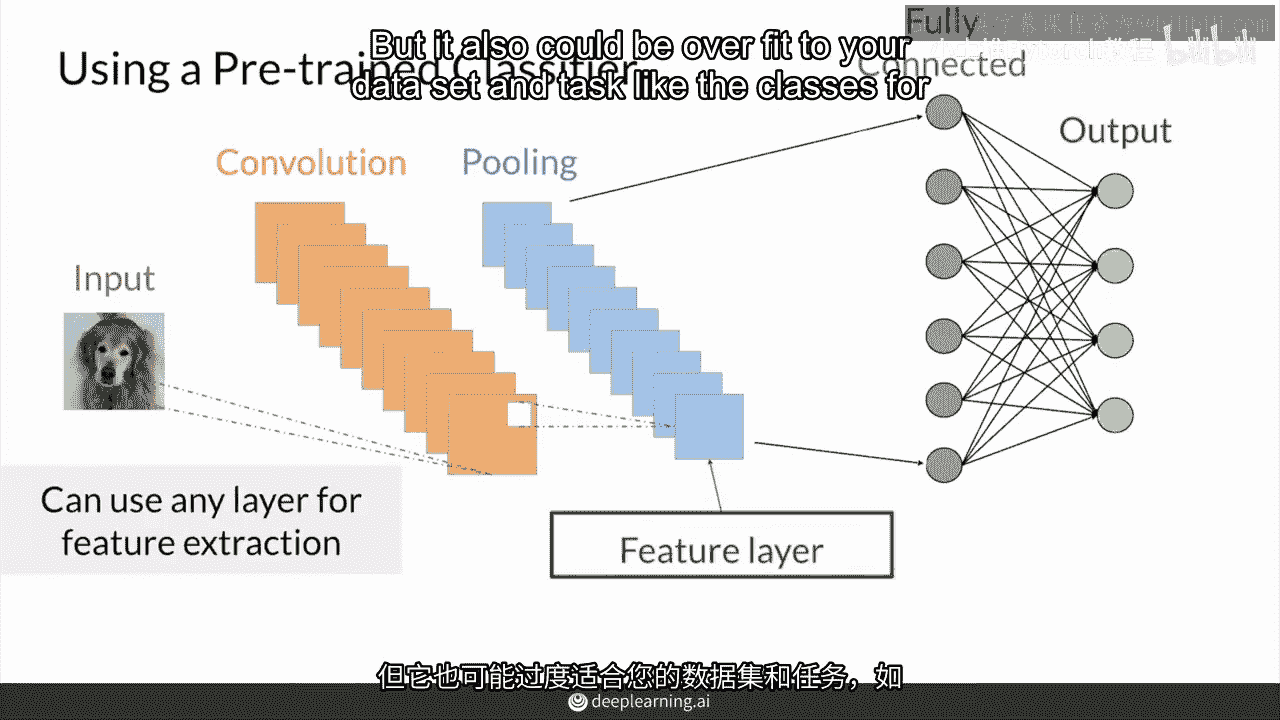 But it also could be over fit to your
data set and task like the classes for
Using a Pre-trained Classifier
Fully
Connected
Output
Convolution
Pooling
Input
Can use any layer for
feature extraction
Feature layer
但它也可能过度适合您的数据集和任务，如
deeplearning.ai